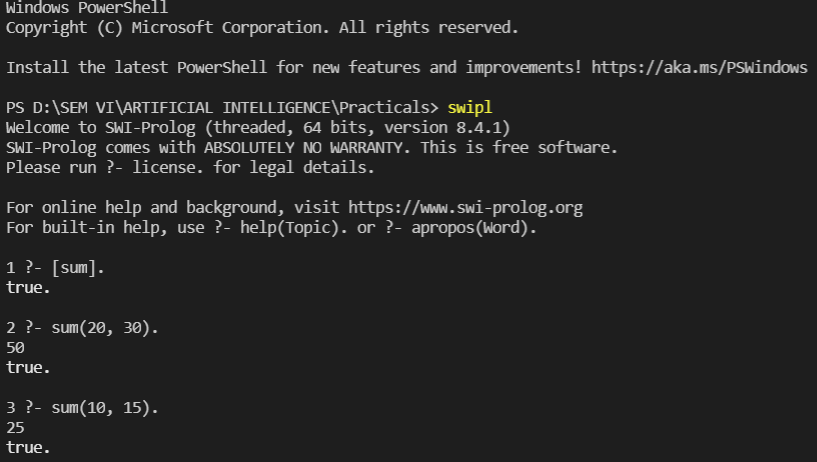 Windows PowerShell
Copyright (C) Microsoft Corporation. All rights reserved.
Install the latest PowerShell for new features and improvements! https://aka.ms/PSWindows
PS D:\SEM VI\ARTIFICIAL INTELLIGENCE\Practicals> swipl
Welcome to SWI-Prolog (threaded, 64 bits, version 8.4.1)
SWI-Prolog comes with ABSOLUTELY NO WARRANTY. This is free software.
Please run ?- license. for legal details.
For online help and background, visit https://www.swi-prolog.org
For built-in help, use ?- help(Topic). or ?- apropos(Word).
1 ?- [sum].
true.
2 ?- sum(20, 30).
50
true.
3 ?- sum(10, 15).
25
true.